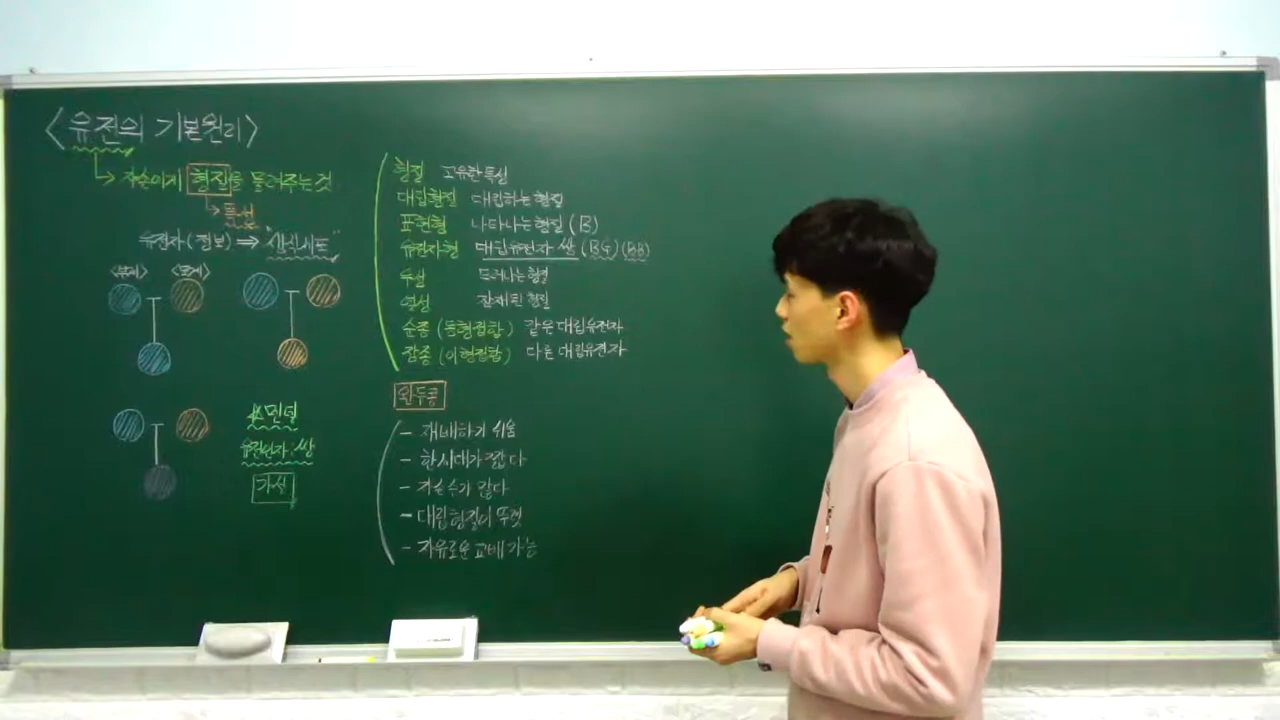 <유전의 기본원리>
자손에게 형질을 물려주는것
특성
유전자(정보) ⇒ "생식세포"
<부계> <모계>
★멘델
유전인자 : 쌍
가설
형질 고유한 특성
대립형질 대립하는 형질
표현형 나타나는 형질 (B)
유전자형 대립유전자 쌍 (BG) (BB)
우성 드러나는 형질
열성 잠재된 형질
순종 (동형접합) 같은 대립유전자
잡종 (이형접합) 다른 대립유전자
완두콩
- 재배하기 쉬움
- 한시대가 짧다
- 자손수가 많다
- 대립형질이 뚜렷
- 자유로운 교배 가능